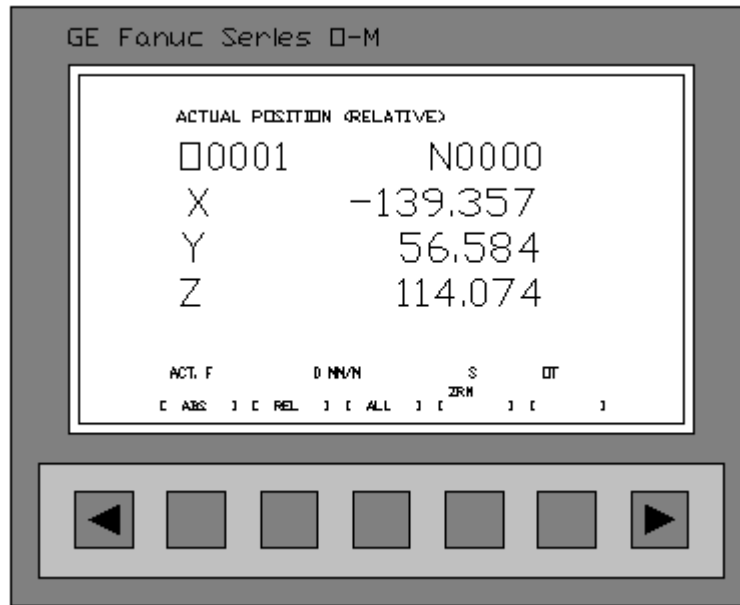 GE Fanuc Series O-M
ACTUAL POSITION (RELATIVE)
O0001 N0000
X -139.357
Y 56.584
Z 114.074
ACT. F 0 MM/M S OT
ZRN
[ ABS ] [ REL ] [ ALL ] [ ] [ ]